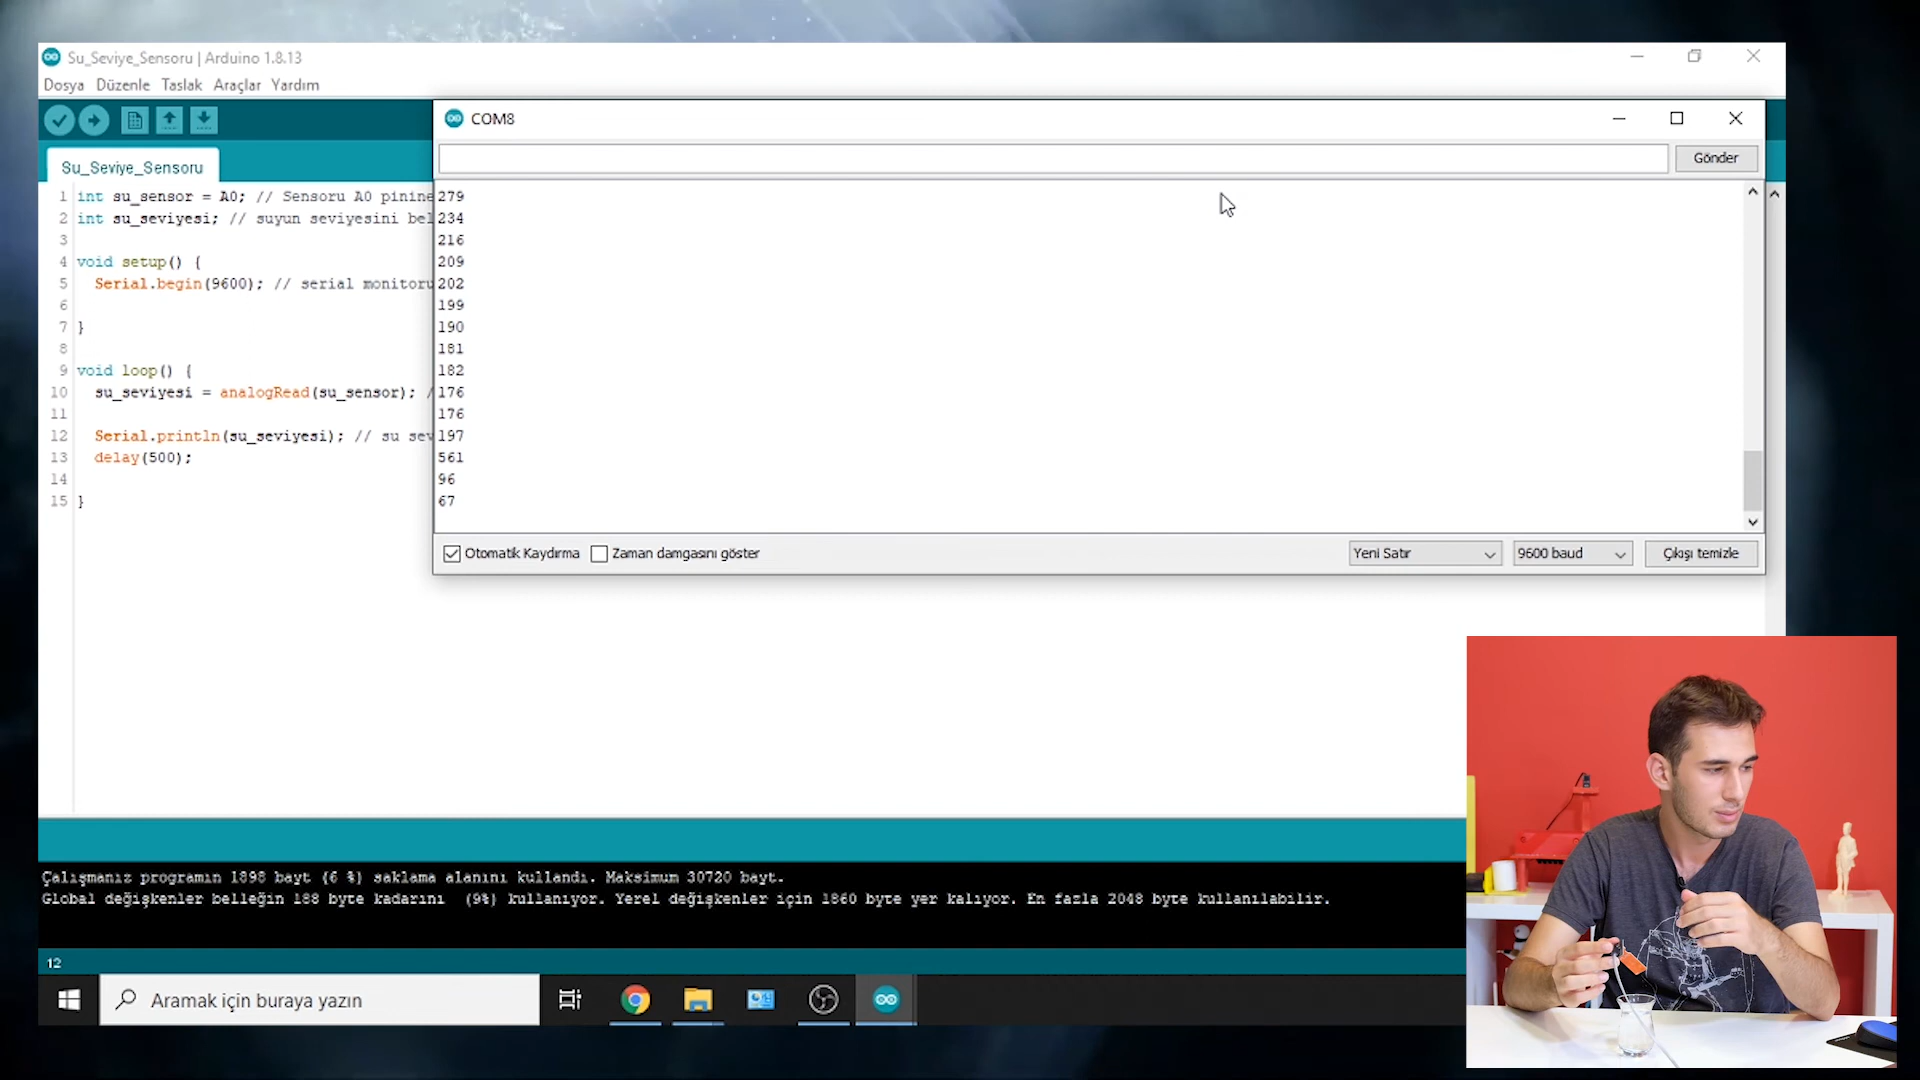 Su_Seviye_Sensoru | Arduino 1.8.13
Dosya Düzenle Taslak Araçlar Yardım
COM8
Gönder
Su_Seviye_Sensoru
1 int su_sensor = A0; // Sensoru A0 pinine
2 int su_seviyesi; // suyun seviyesini bel
3
4 void setup() {
5 Serial.begin(9600); // serial monitoru
6
7 }
8
9 void loop() {
10 su_seviyesi = analogRead(su_sensor); /
11
12 Serial.println(su_seviyesi); // su sev
13 delay(500);
14
15 }
279
234
216
209
202
199
190
181
182
176
176
197
561
96
67
Otomatik Kaydırma Zaman damgasını göster Yeni Satır 9600 baud Çıkışı temizle
Çalışmanız programın 1898 bayt (6 %) saklama alanını kullandı. Maksimum 30720 bayt.
Global değişkenler belleğin 188 byte kadarını (9%) kullanıyor. Yerel değişkenler için 1860 byte yer kalıyor. En fazla 2048 byte kullanılabilir.
12
Aramak için buraya yazın